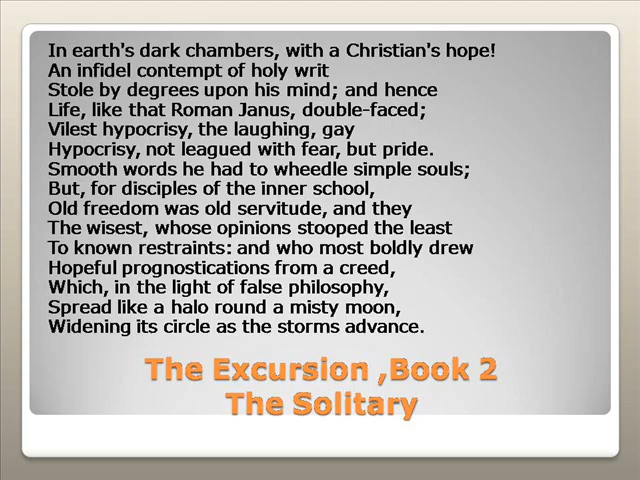 In earth's dark chambers, with a Christian's hope!
An infidel contempt of holy writ
Stole by degrees upon his mind; and hence
Life, like that Roman Janus, double-faced;
Vilest hypocrisy, the laughing, gay
Hypocrisy, not leagued with fear, but pride.
Smooth words he had to wheedle simple souls;
But, for disciples of the inner school,
Old freedom was old servitude, and they
The wisest, whose opinions stooped the least
To known restraints: and who most boldly drew
Hopeful prognostications from a creed,
Which, in the light of false philosophy,
Spread like a halo round a misty moon,
Widening its circle as the storms advance.
The Excursion ,Book 2
The Solitary